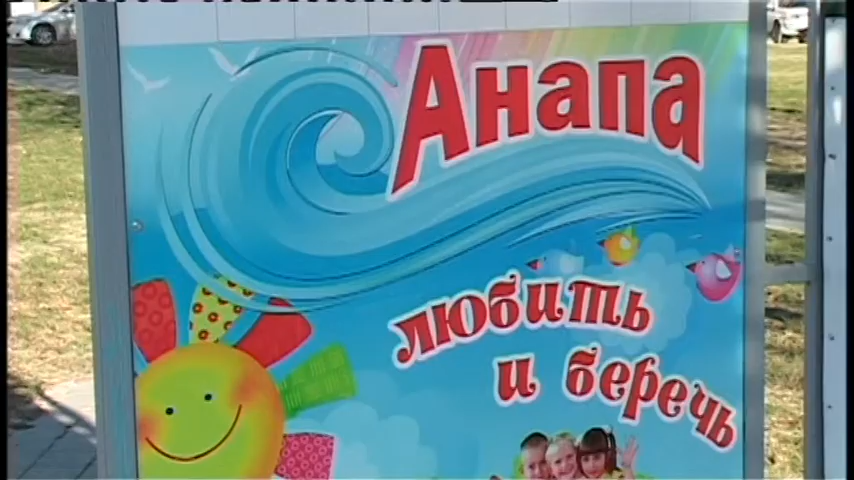 Анапа
любить
и беречь